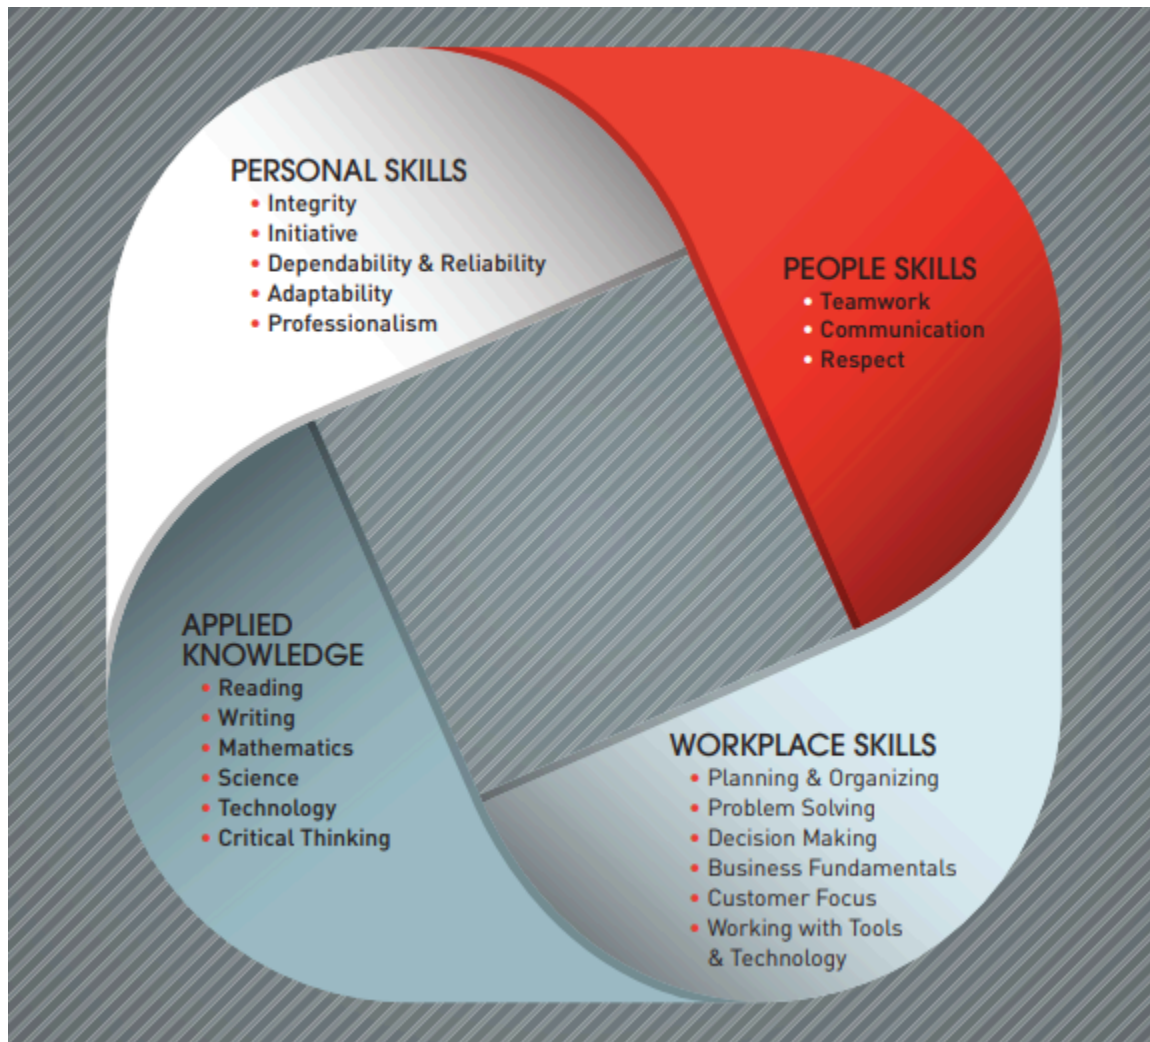 PERSONAL SKILLS
• Integrity
• Initiative
• Dependability & Reliability
• Adaptability
• Professionalism
PEOPLE SKILLS
• Teamwork
• Communication
• Respect
APPLIED
KNOWLEDGE
• Reading
• Writing
• Mathematics
• Science
• Technology
• Critical Thinking
WORKPLACE SKILLS
• Planning & Organizing
• Problem Solving
• Decision Making
• Business Fundamentals
• Customer Focus
• Working with Tools
& Technology